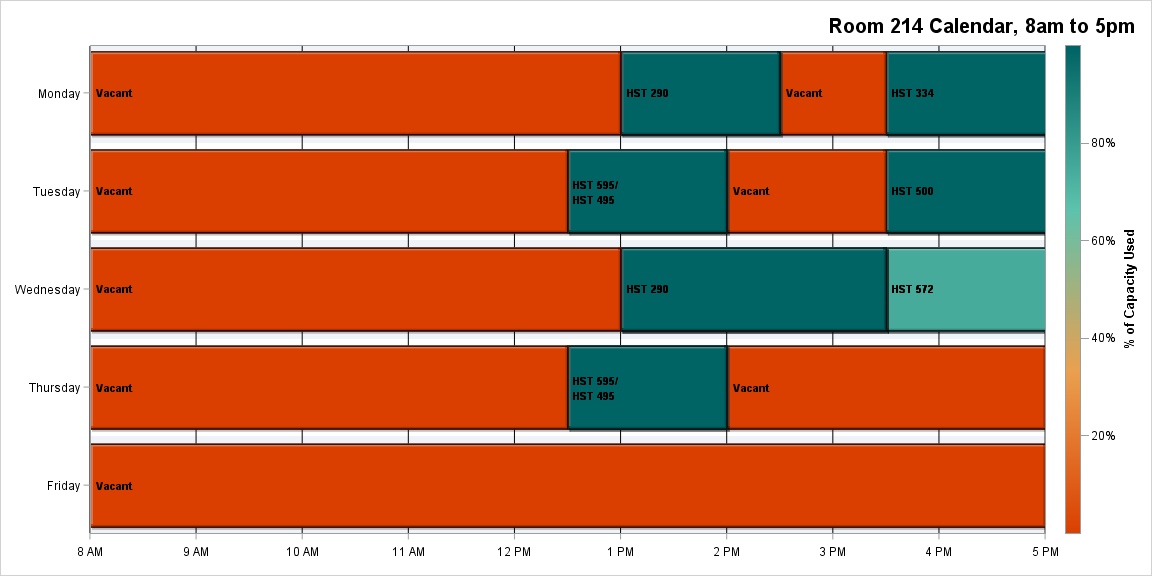 Room 214 Calendar, 8am to 5pm
Monday
Vacant
HST 290
Vacant
HST 334
Tuesday
Vacant
HST 595/
HST 495
Vacant
HST 500
Wednesday
Vacant
HST 290
HST 572
Thursday
Vacant
HST 595/
HST 495
Vacant
Friday
Vacant
8 AM
9 AM
10 AM
11 AM
12 PM
1 PM
2 PM
3 PM
4 PM
5 PM
80%
60%
40%
20%
% of Capacity Used